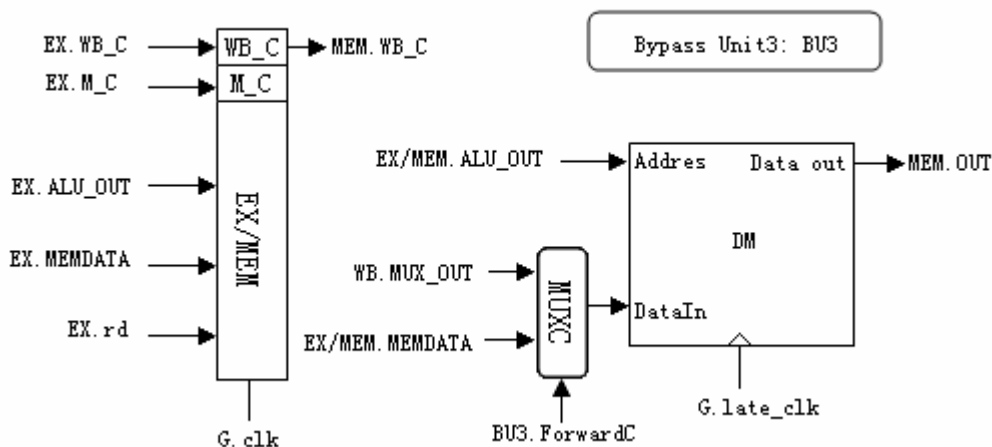 EX.WB_C
WB_C
MEM.WB_C
Bypass Unit3: BU3
EX.M_C
M_C
EX/MEM.ALU_OUT
Addres
Data out
MEM.OUT
EX.ALU_OUT
EX/MEM
DM
EX.MEMDATA
WB.MUX_OUT
MUXC
DataIn
EX.rd
EX/MEM.MEMDATA
G.late_clk
G.clk
BU3.ForwardC